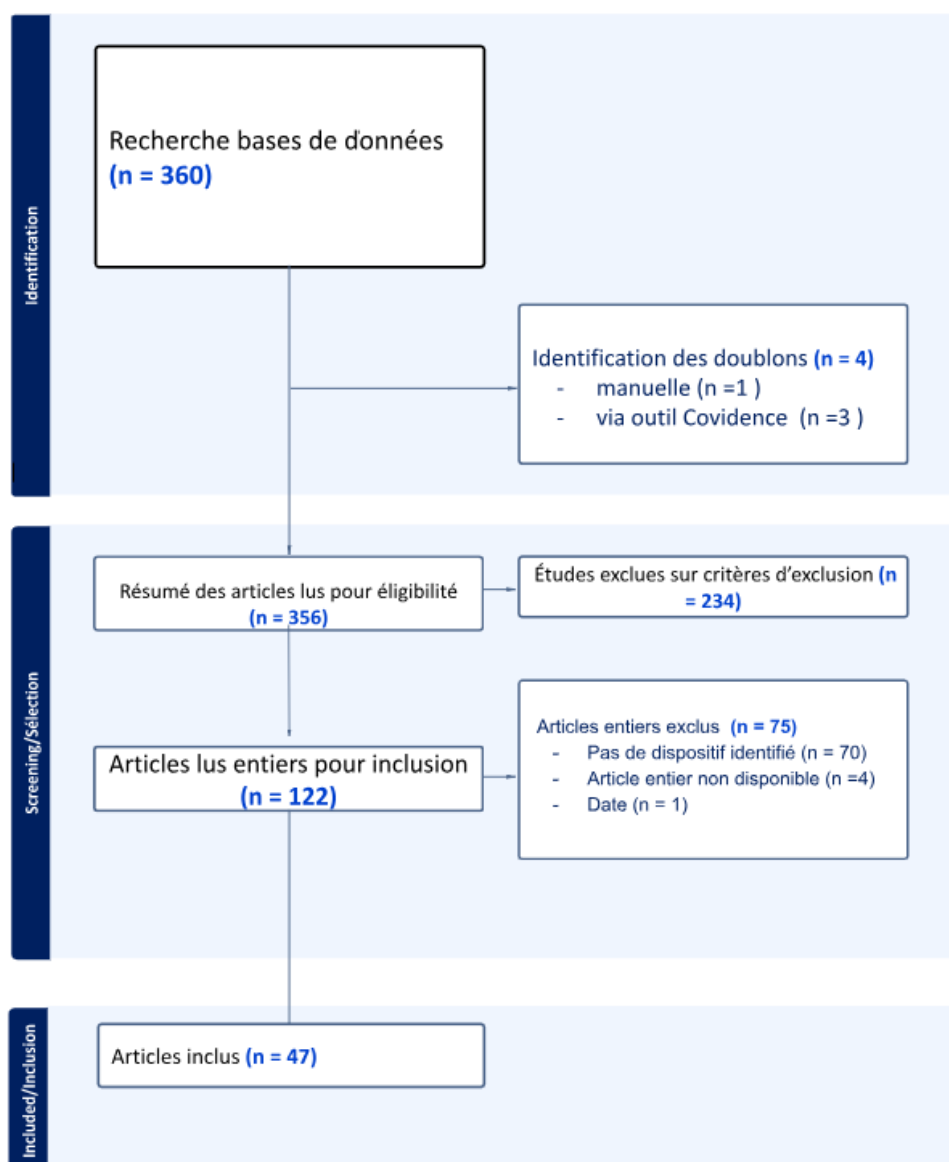 Identification
Recherche bases de données
(n = 360)
Identification des doublons (n = 4)
- manuelle (n =1 )
- via outil Covidence (n =3 )
Screening/Sélection
Résumé des articles lus pour éligibilité
(n = 356)
Études exclues sur critères d'exclusion (n
= 234)
Articles lus entiers pour inclusion
(n = 122)
Articles entiers exclus (n = 75)
- Pas de dispositif identifié (n = 70)
- Article entier non disponible (n =4)
- Date (n = 1)
Included/Inclusion
Articles inclus (n = 47)